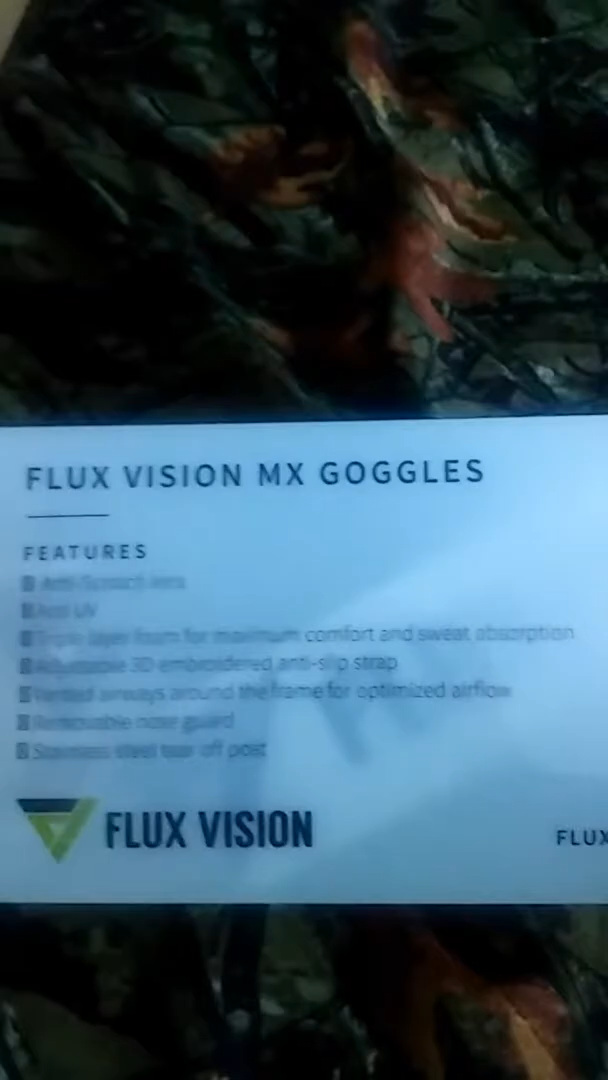 FLUX VISION MX GOGGLES
FEATURES
Anti-Scratch lens
Anti UV
Triple layer foam for maximum comfort and sweat absorption
Adjustable 3D embroidered anti-slip strap
Vented airways around the frame for optimized airflow
Removable nose guard
Stainless steel tear off post
FLUX VISION
FLUX